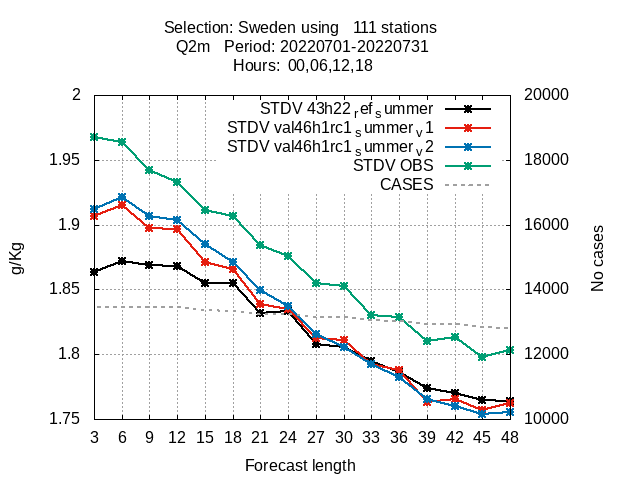 Selection: Sweden using   111 stations
Q2m   Period: 20220701-20220731
Hours:  00,06,12,18
2
1.95
1.9
1.85
1.8
1.75
g/Kg
STDV 43h22refsummer
STDV val46h1rc1summerv1
STDV val46h1rc1summerv2
STDV OBS
CASES
20000
18000
16000
14000
12000
10000
No cases
3 6 9 12 15 18 21 24 27 30 33 36 39 42 45 48
Forecast length